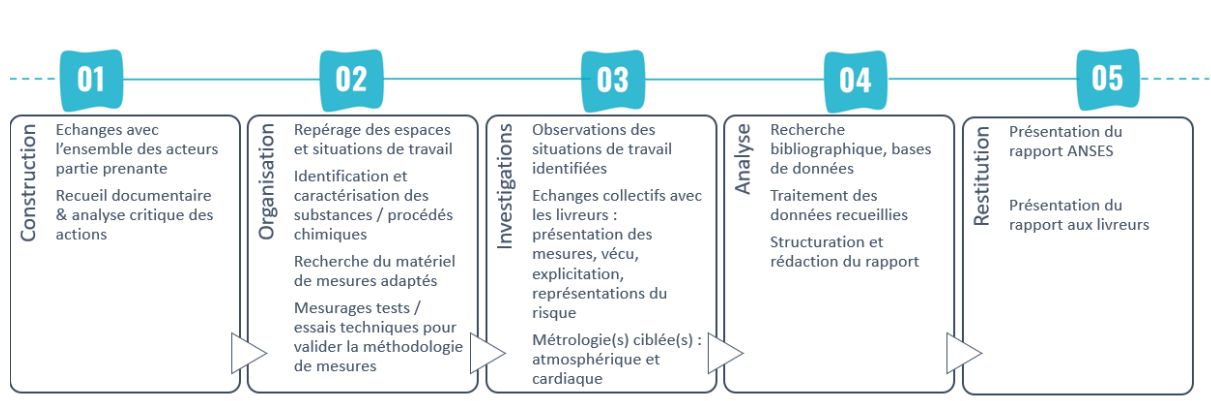 01
Construction
Echanges avec
l'ensemble des acteurs
partie prenante
Recueil documentaire
& analyse critique des
actions
02
Organisation
Repérage des espaces
et situations de travail
Identification et
caractérisation des
substances / procédés
chimiques
Recherche du matériel
de mesures adaptés
Mesurages tests /
essais techniques pour
valider la méthodologie
de mesures
03
Investigations
Observations des
situations de travail
identifiées
Echanges collectifs avec
les livreurs :
présentation des
mesures, vécu,
explicitation,
représentations du
risque
Métrologie(s) ciblée(s) :
atmosphérique et
cardiaque
04
Analyse
Recherche
bibliographique, bases
de données
Traitement des
données recueillies
Structuration et
rédaction du rapport
05
Restitution
Présentation du
rapport ANSES
Présentation du
rapport aux livreurs